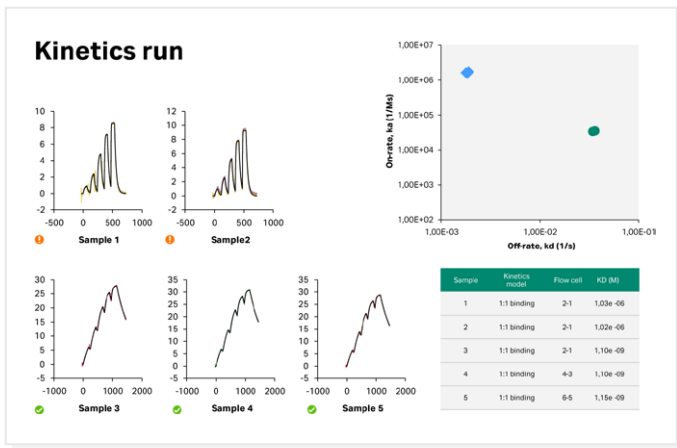 Kinetics run
10
8
6
4
2
0
-2
-500 0 500 1000
Sample 1
12
10
8
6
4
2
0
-2
-500 0 500 1000
Sample2
30
25
20
15
10
5
0
-5
-1000 0 1000 2000
Sample 3
35
30
25
20
15
10
5
0
-5
-1000 0 1000 2000
Sample 4
35
30
25
20
15
10
5
0
-5
-1000 0 1000 2000
Sample 5
On-rate, ka (1/Ms)
1,00E+07
1,00E+06
1,00E+05
1,00E+04
1,00E+03
1,00E+02
1,00E-03 1,00E-02 1,00E-01
Off-rate, kd (1/s)
Sample Kinetics model Flow cell KD (M)
1 1:1 binding 2-1 1,03e -06
2 1:1 binding 2-1 1,02e -06
3 1:1 binding 2-1 1,10e -09
4 1:1 binding 4-3 1,10e -09
5 1:1 binding 6-5 1,15e -09